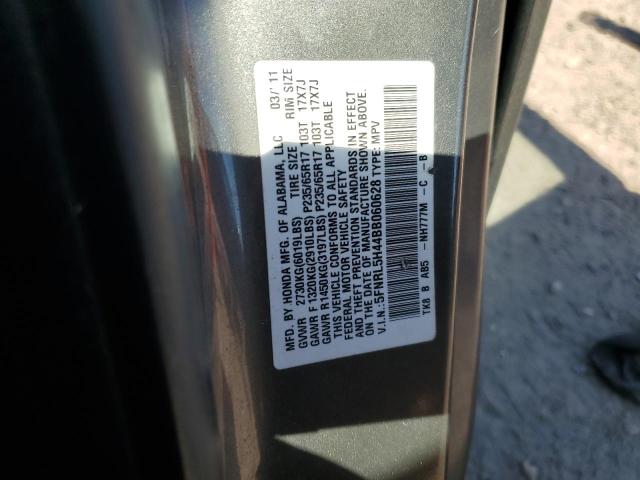 MFD. BY HONDA MFG. OF ALABAMA, LLC 03/'11
GVWR 2730KG(6019LBS) TIRE SIZE RIM SIZE
GAWR F 1320KG(2910LBS) P235/65R17 103T 17X7J
GAWR R1450KG(3197LBS) P235/65R17 103T 17X7J
THIS VEHICLE CONFORMS TO ALL APPLICABLE
FEDERAL MOTOR VEHICLE SAFETY
AND THEFT PREVENTION STANDARDS IN EFFECT
ON THE DATE OF MANUFACTURE SHOWN ABOVE.
V.I.N.:5FNRL5H44BB060628 TYPE: MPV
TK8 B AB5 -NH777M -C -B